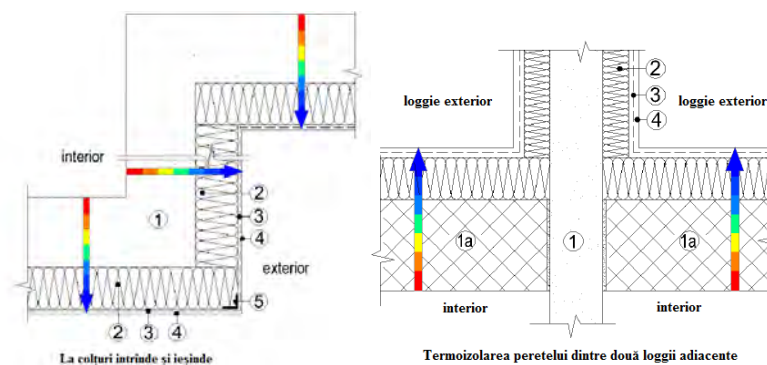 interior
1
2
3
4
exterior
5
2
3
4
La colțuri intrinde și ieșinde
2
loggie exterior
3
loggie exterior
4
1a
1
1a
interior
interior
Termoizolarea peretelui dintre două loggii adiacente